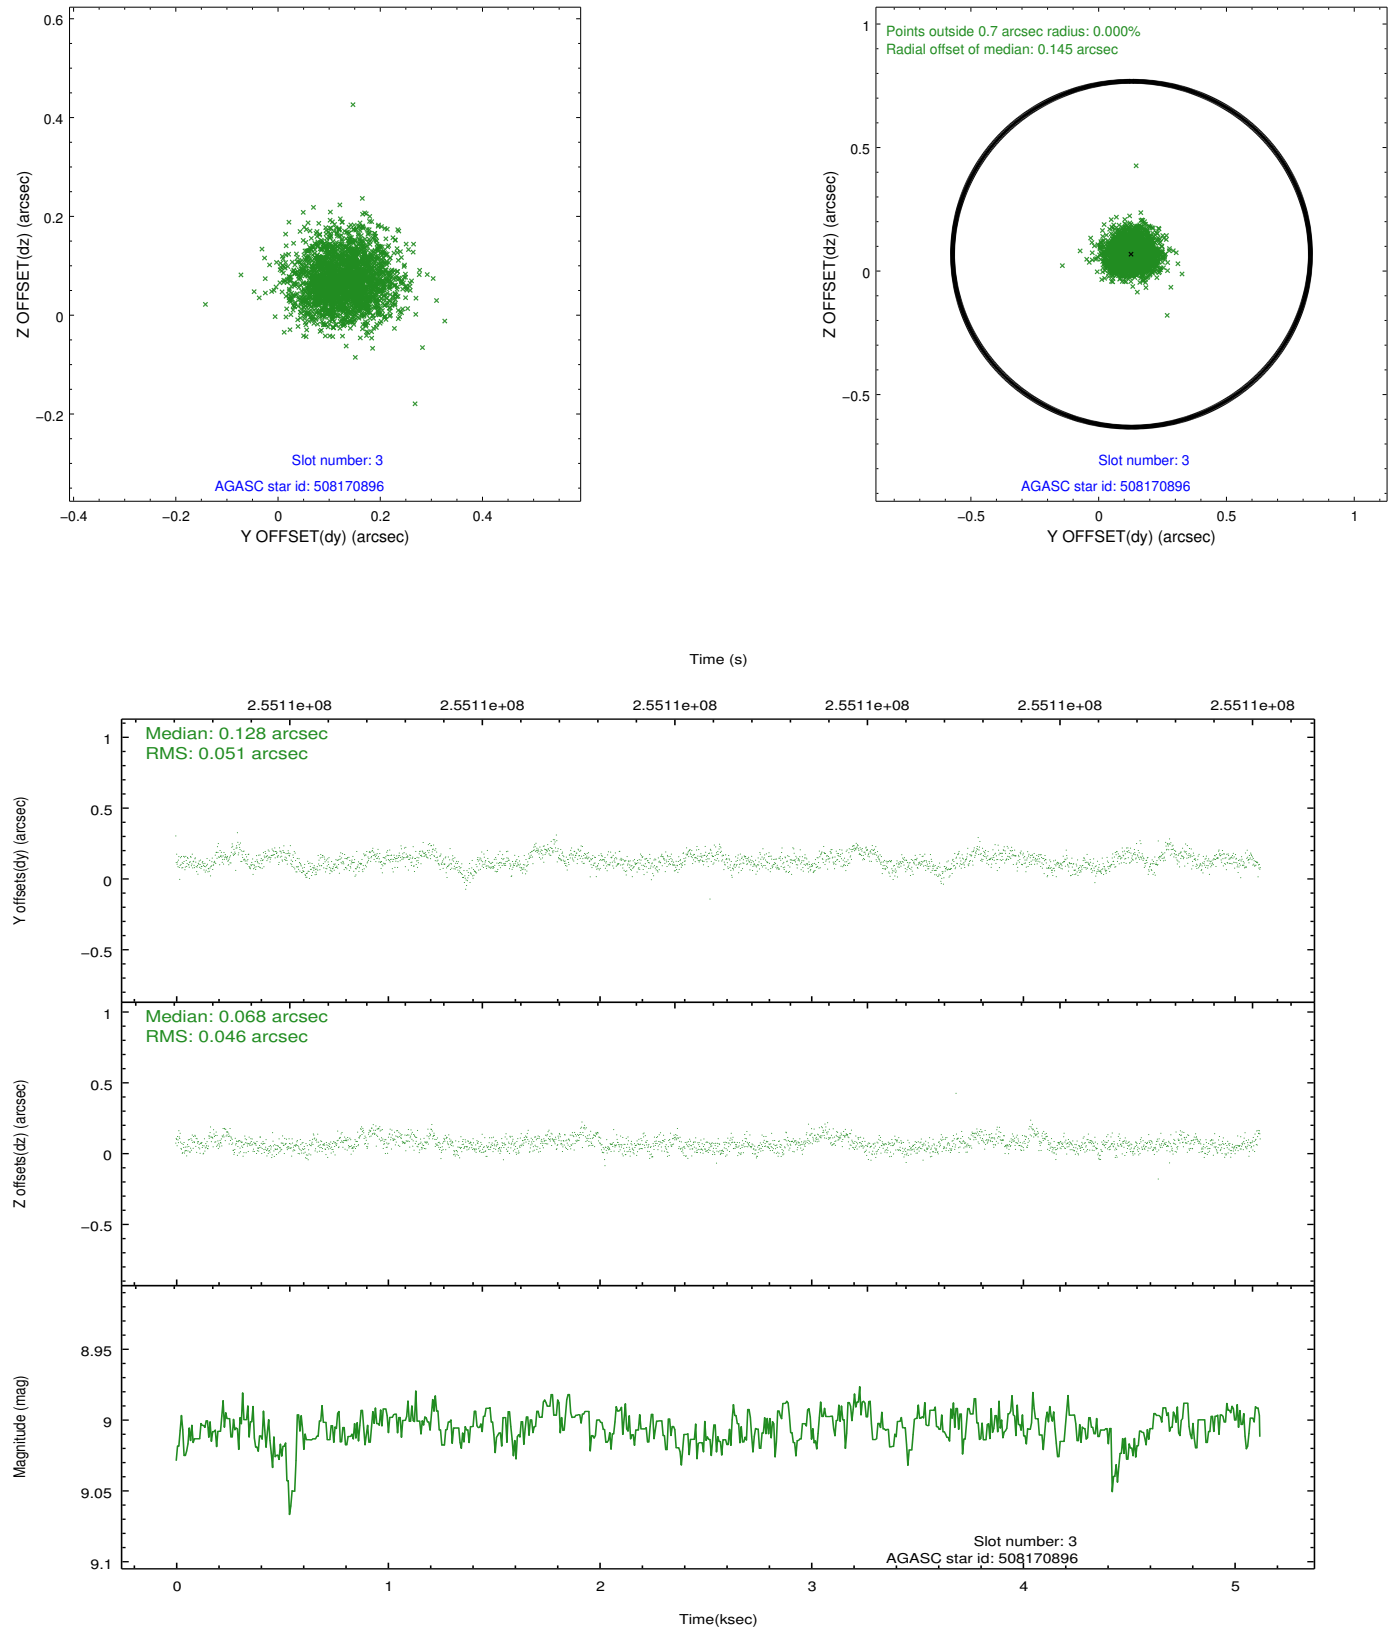 0.6
0.4
0.2
0
−0.2
Z OFFSET(dz) (arcsec)
Slot number: 3
AGASC star id: 508170896
−0.4 −0.2 0 0.2 0.4
Y OFFSET(dy) (arcsec)
Points outside 0.7 arcsec radius: 0.000%
Radial offset of median: 0.145 arcsec
1
0.5
0
−0.5
Z OFFSET(dz) (arcsec)
Slot number: 3
AGASC star id: 508170896
−0.5 0 0.5 1
Y OFFSET(dy) (arcsec)
Time (s)
2.5511e+08 2.5511e+08 2.5511e+08 2.5511e+08 2.5511e+08 2.5511e+08
Median: 0.128 arcsec
RMS: 0.051 arcsec
1
0.5
0
−0.5
Y offsets(dy) (arcsec)
Median: 0.068 arcsec
RMS: 0.046 arcsec
1
0.5
0
−0.5
Z offsets(dz) (arcsec)
8.95
9
9.05
9.1
Magnitude (mag)
Slot number: 3
AGASC star id: 508170896
0 1 2 3 4 5
Time(ksec)